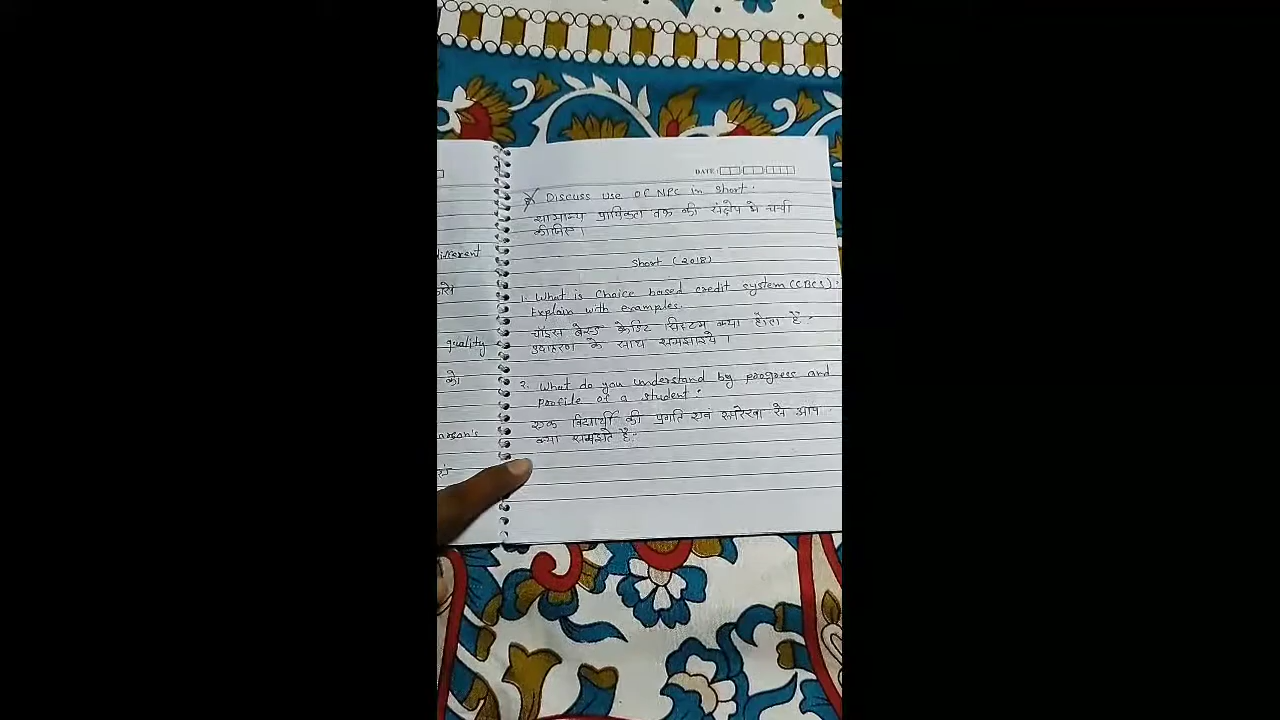 different
quality
को
DATE :
* Discuss use of NPC in short.
सामान्य प्रायिकता वक्र की संक्षेप मे चर्चा
कीजिए।
Short (2018)
1. What is Choice based credit system (CBCS)?
Explain with examples.
चॉइस बेस्ड क्रेडिट सिस्टम क्या होता है?
उदाहरण के साथ समझाइये।
2. What do you understand by progress and
profile of a student?
एक विद्यार्थी की प्रगति एवं रूपरेखा से आप
क्या समझते है?